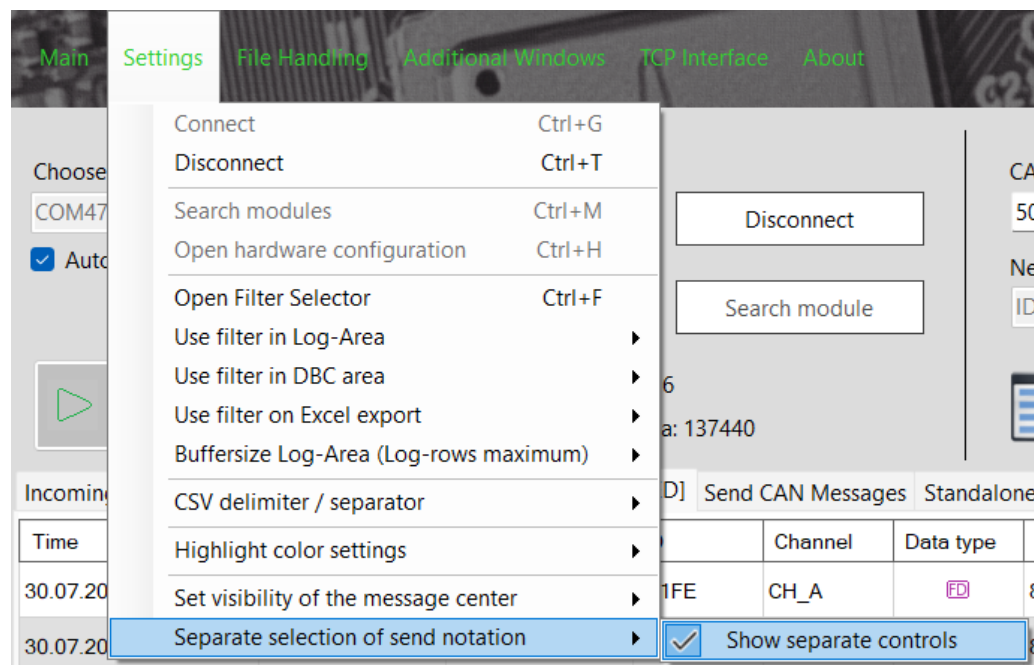 Main Settings File Handling Additional Windows TCP Interface About
Connect Ctrl+G
Disconnect Ctrl+T
Choose
CA
COM47
Search modules Ctrl+M
Disconnect
50
Auto
Open hardware configuration Ctrl+H
Ne
Open Filter Selector Ctrl+F
Search module
ID
Use filter in Log-Area
Use filter in DBC area
6
Use filter on Excel export
a: 137440
Buffersize Log-Area (Log-rows maximum)
Incoming
D] Send CAN Messages Standalone
CSV delimiter / separator
Time
Channel Data type
Highlight color settings
30.07.20
1FE CH_A FD
Set visibility of the message center
30.07.20
Separate selection of send notation
Show separate controls